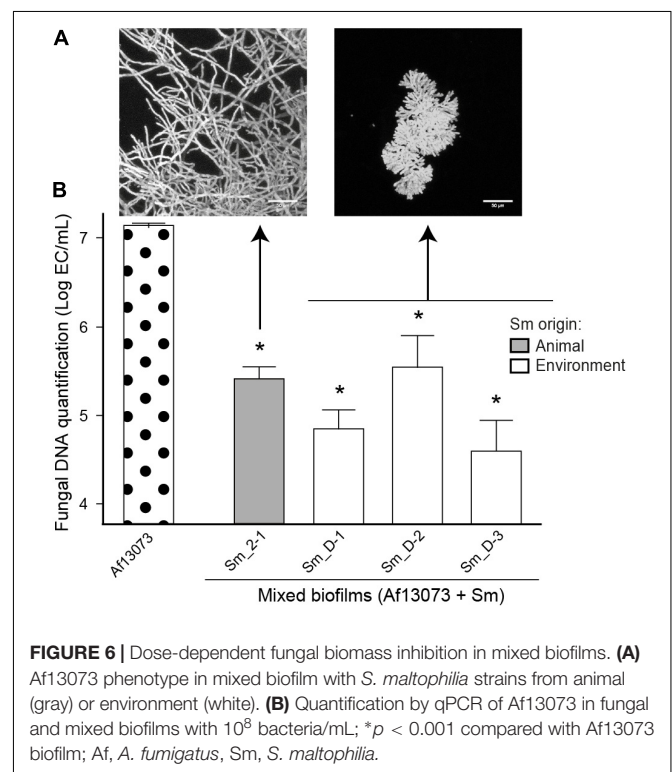 A
50 µm
B
Fungal DNA quantification (Log EC/mL)
7
6
5
4
*
*
*
*
Sm origin:
Animal
Environment
Af13073
Sm_2-1
Sm_D-1
Sm_D-2
Sm_D-3
Mixed biofilms (Af13073 + Sm)
FIGURE 6 | Dose-dependent fungal biomass inhibition in mixed biofilms. (A)
Af13073 phenotype in mixed biofilm with S. maltophilia strains from animal
(gray) or environment (white). (B) Quantification by qPCR of Af13073 in fungal
and mixed biofilms with 10⁸ bacteria/mL; *p < 0.001 compared with Af13073
biofilm; Af, A. fumigatus, Sm, S. maltophilia.